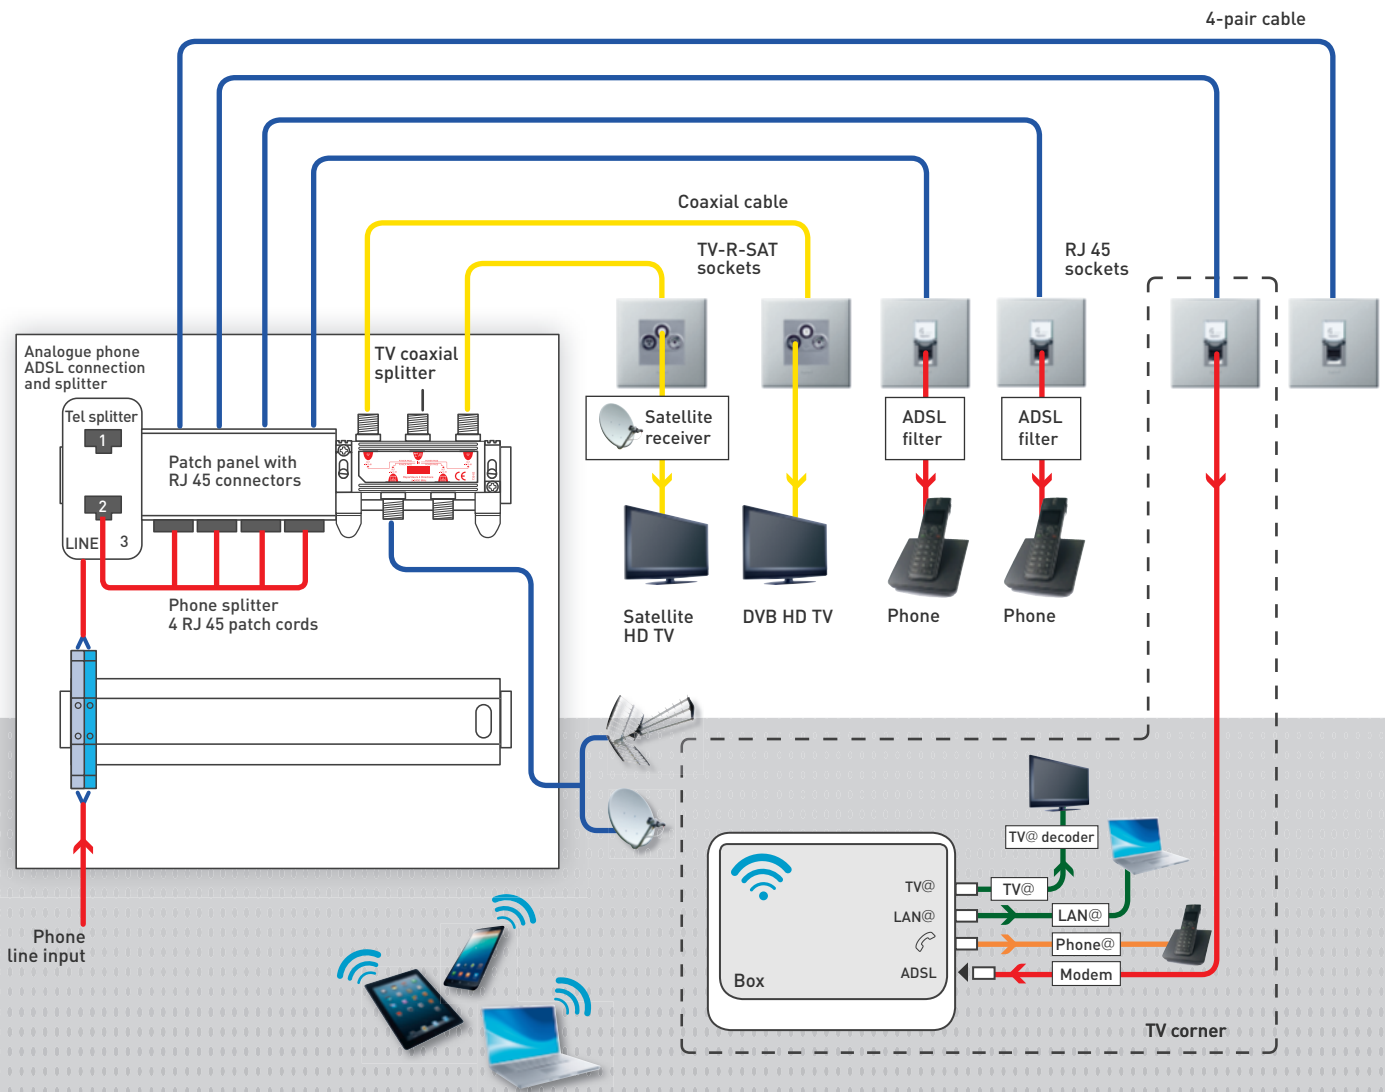 4-pair cable
Coaxial cable
TV-R-SAT
sockets
RJ 45
sockets
Analogue phone
ADSL connection
and splitter
TV coaxial
splitter
Tel splitter
1
2
LINE
3
Patch panel with
RJ 45 connectors
CE
Satellite
receiver
ADSL
filter
ADSL
filter
Phone splitter
4 RJ 45 patch cords
Satellite
HD TV
DVB HD TV
Phone
Phone
Phone
line input
TV@ decoder
TV@
TV@
LAN@
LAN@
Phone@
ADSL
Modem
Box
TV corner